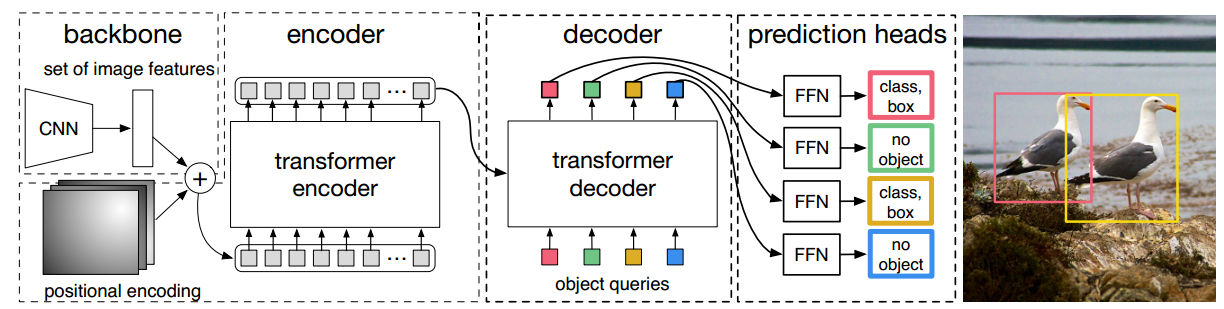 backbone
set of image features
CNN
+
positional encoding
encoder
...
transformer
encoder
...
decoder
transformer
decoder
object queries
prediction heads
FFN
class,
box
FFN
no
object
FFN
class,
box
FFN
no
object